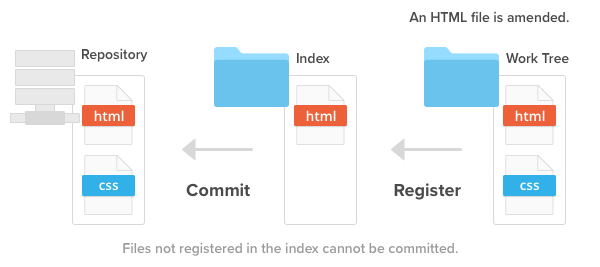 An HTML file is amended.
Repository
Index
Work Tree
html
html
html
Commit
Register
css
css
Files not registered in the index cannot be committed.